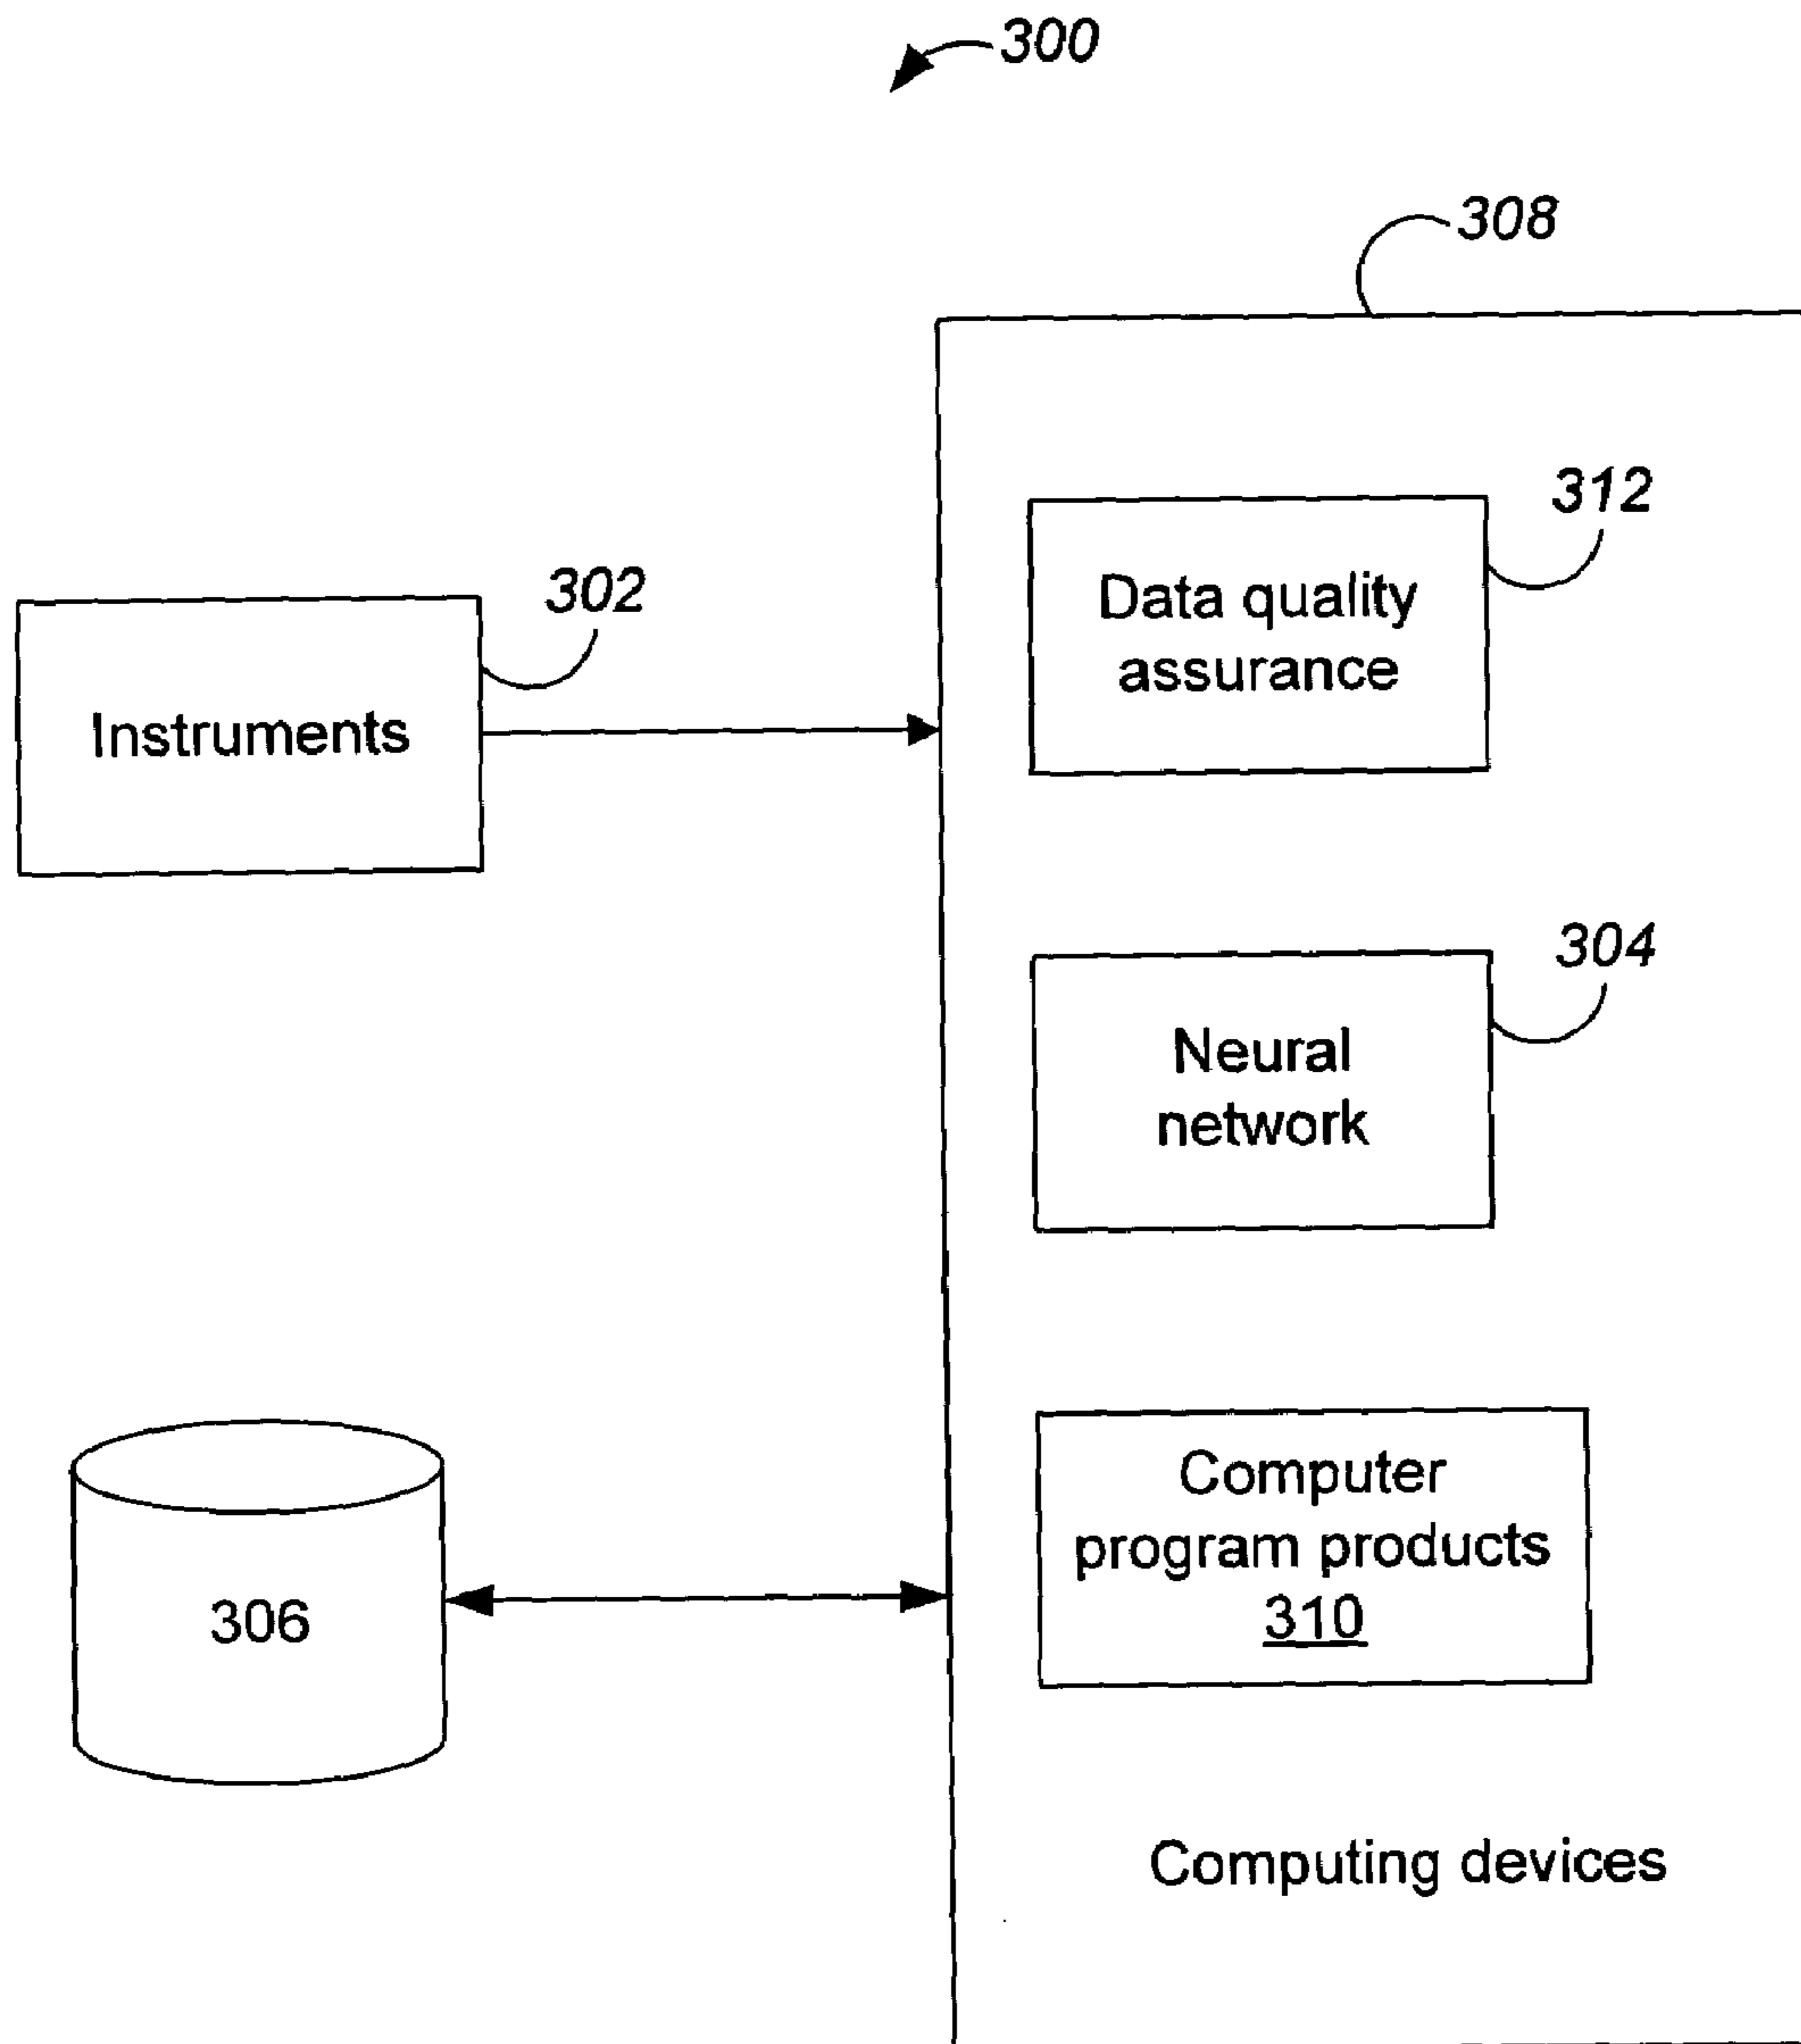 300
308
312
Data quality
assurance
302
Instruments
304
Neural
network
Computer
program products
310
306
Computing devices